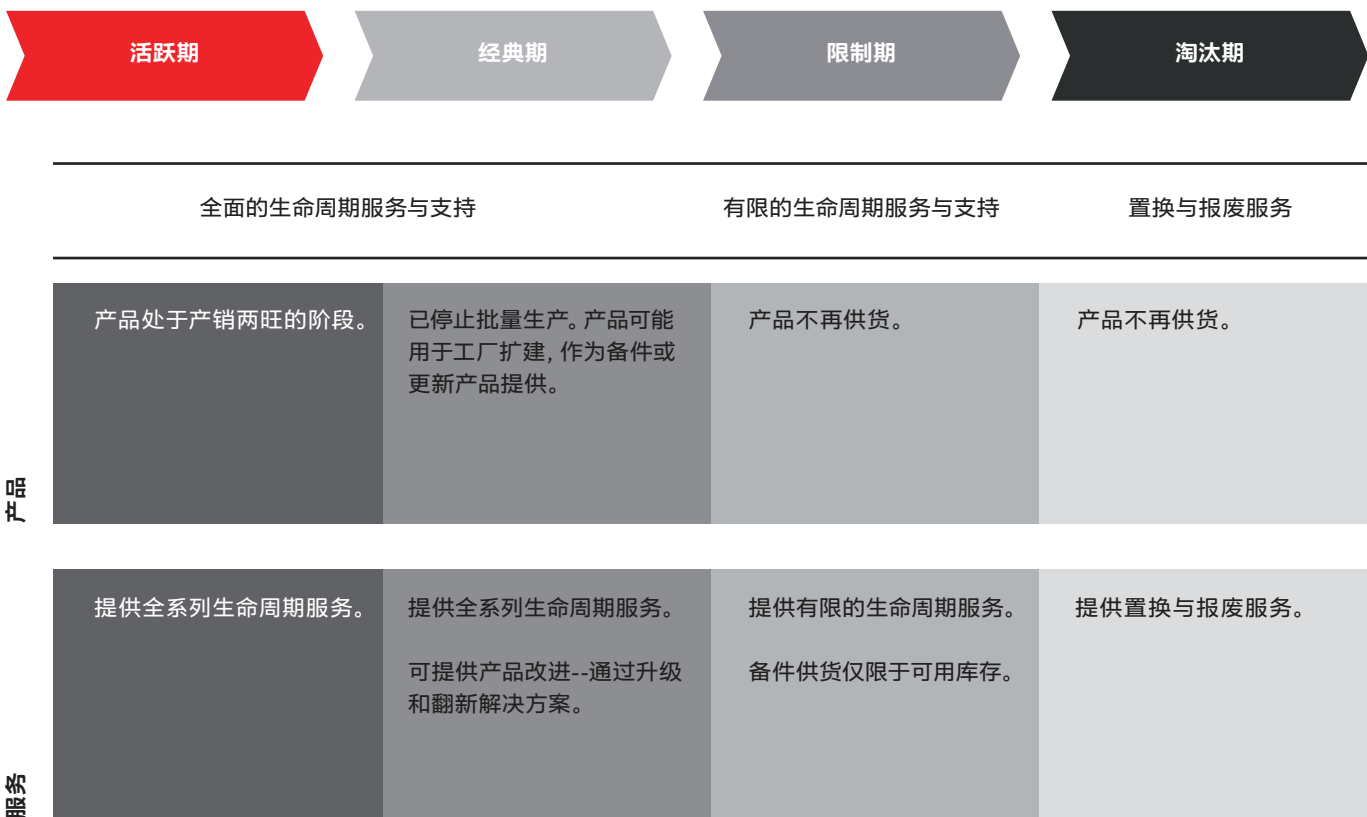 活跃期
经典期
限制期
淘汰期
全面的生命周期服务与支持
有限的生命周期服务与支持
置换与报废服务
产品
产品处于产销两旺的阶段。
已停止批量生产。产品可能
用于工厂扩建, 作为备件或
更新产品提供。
产品不再供货。
产品不再供货。
服务
提供全系列生命周期服务。
提供全系列生命周期服务。
可提供产品改进--通过升级
和翻新解决方案。
提供有限的生命周期服务。
备件供货仅限于可用库存。
提供置换与报废服务。